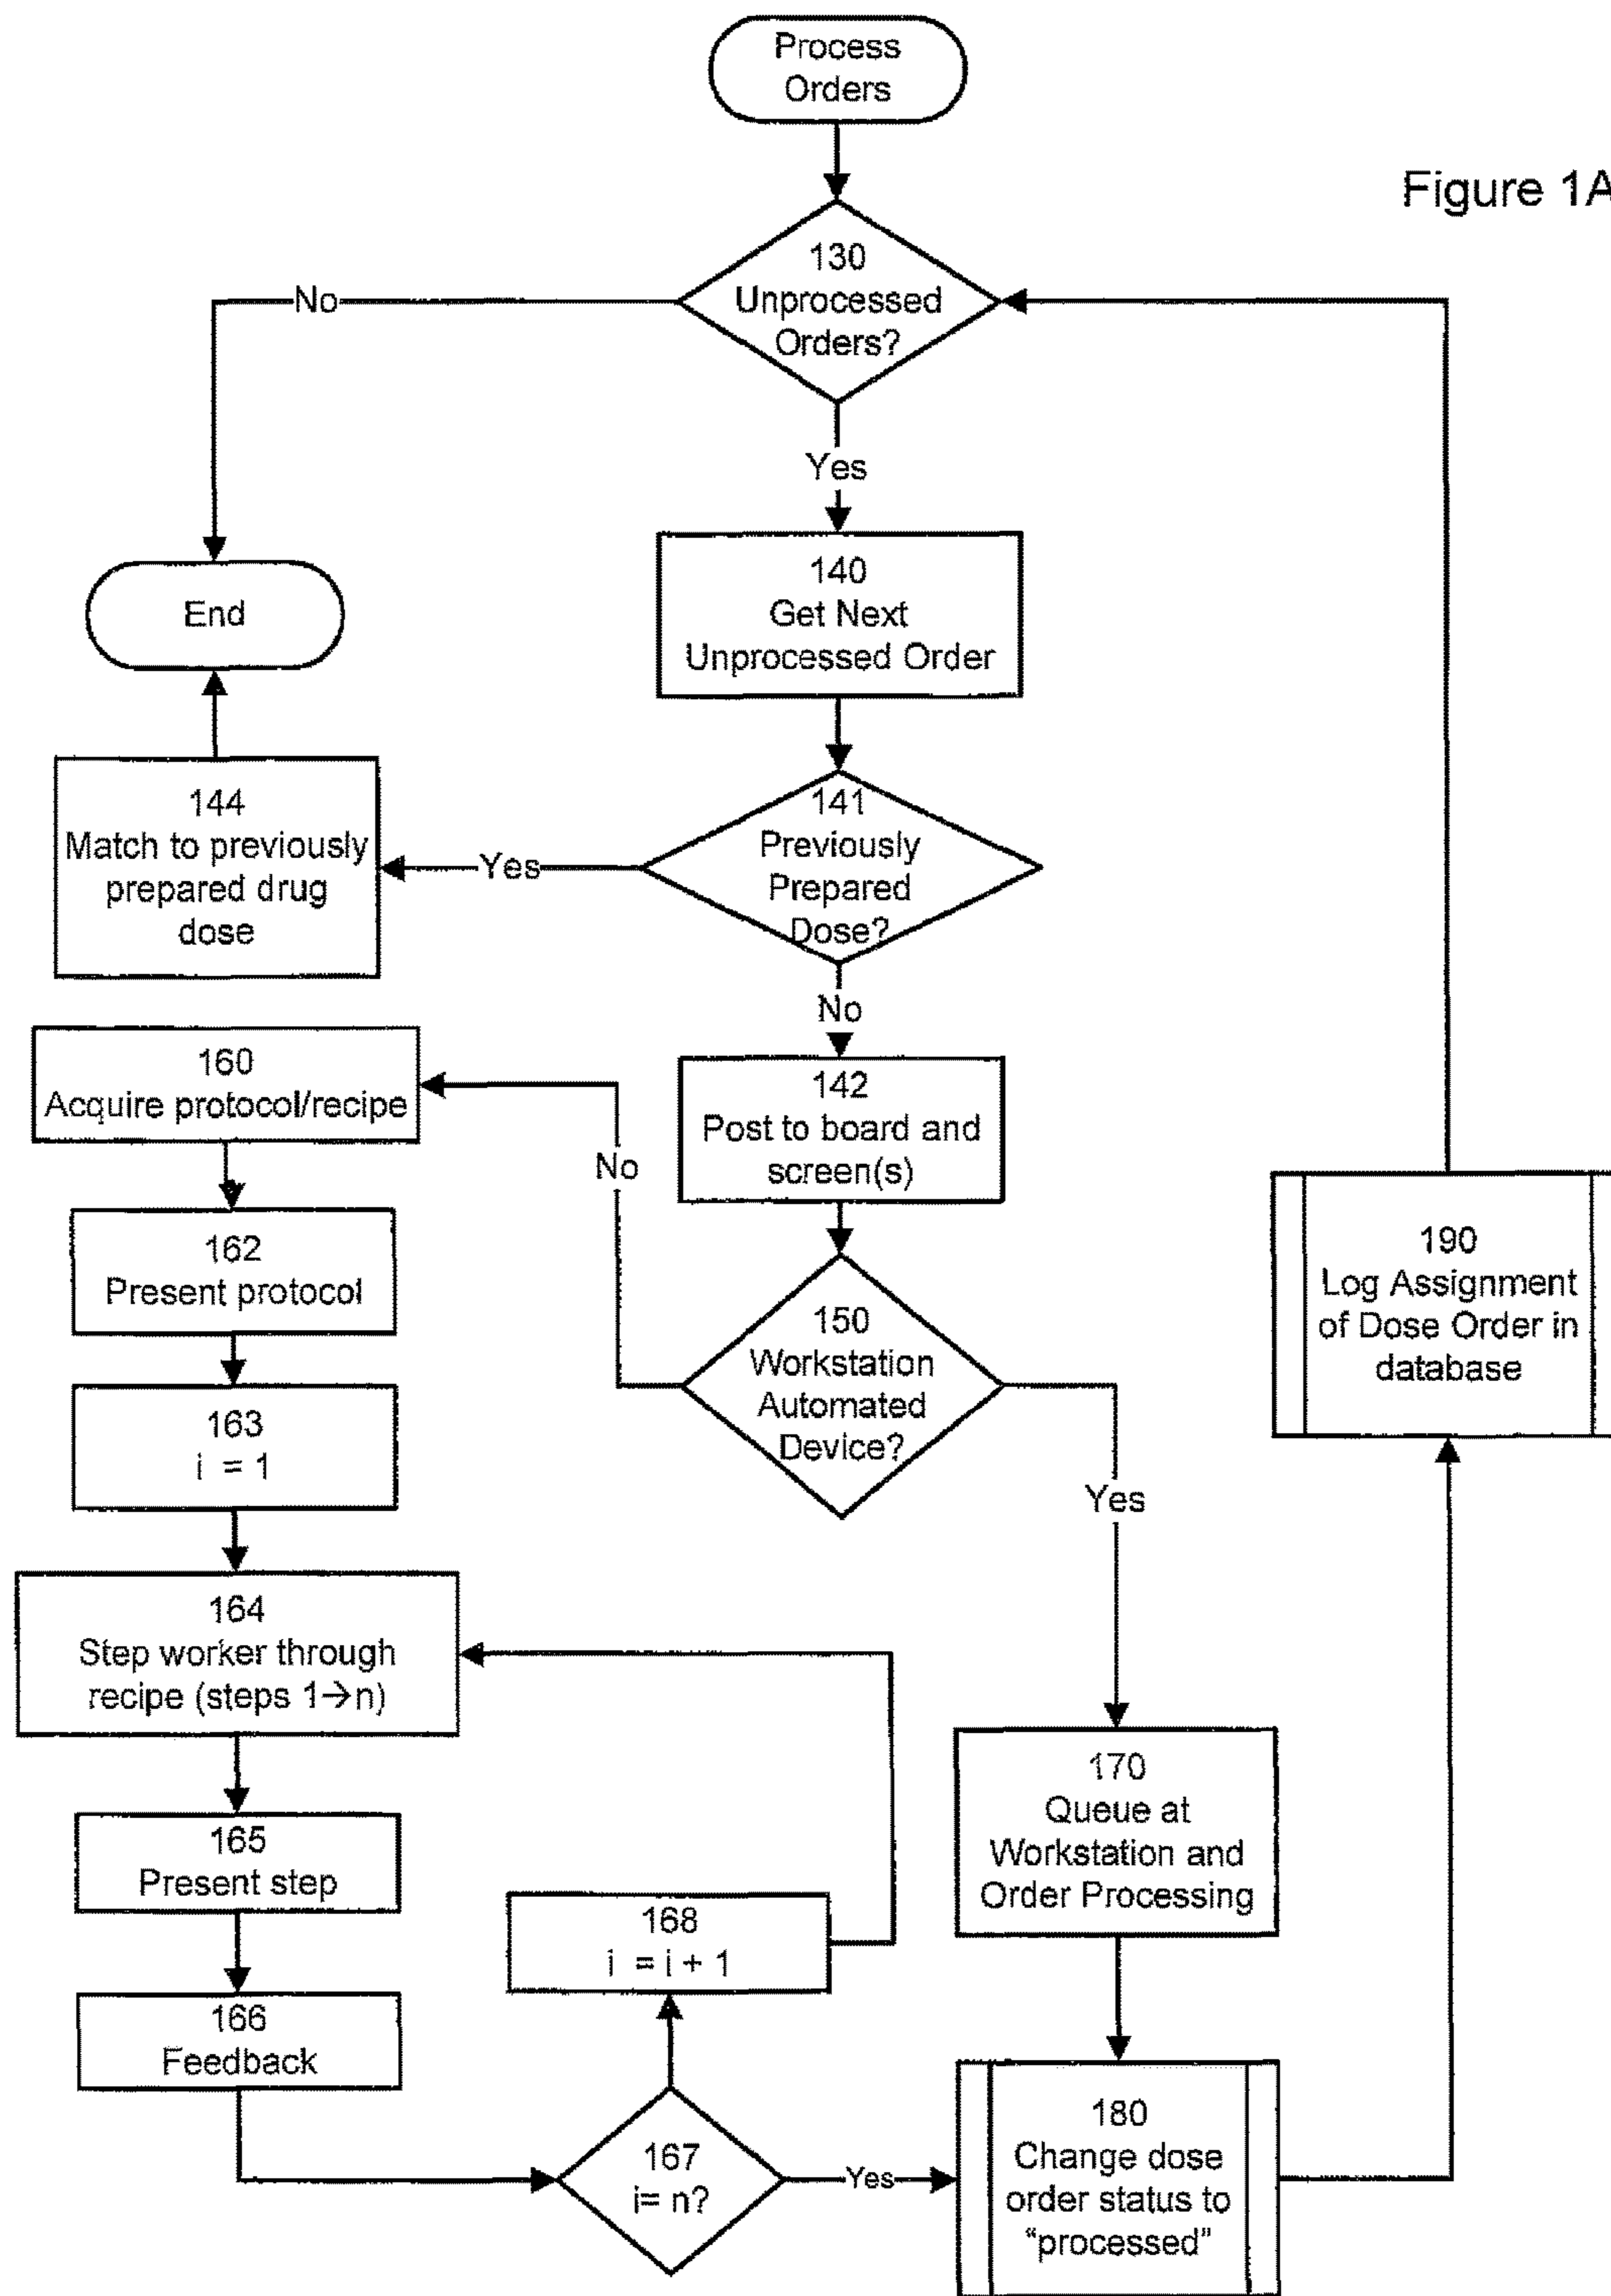 Process
Orders
Figure 1A
130
Unprocessed
Orders?
No
Yes
140
Get Next
Unprocessed Order
End
144
Match to previously
prepared drug
dose
Yes
141
Previously
Prepared
Dose?
No
160
Acquire protocol/recipe
142
Post to board and
screen(s)
No
162
Present protocol
150
Workstation
Automated
Device?
190
Log Assignment
of Dose Order in
database
163
i = 1
Yes
164
Step worker through
recipe (steps 1→n)
165
Present step
170
Queue at
Workstation and
Order Processing
168
i = i + 1
166
Feedback
167
i= n?
Yes
180
Change dose
order status to
“processed”